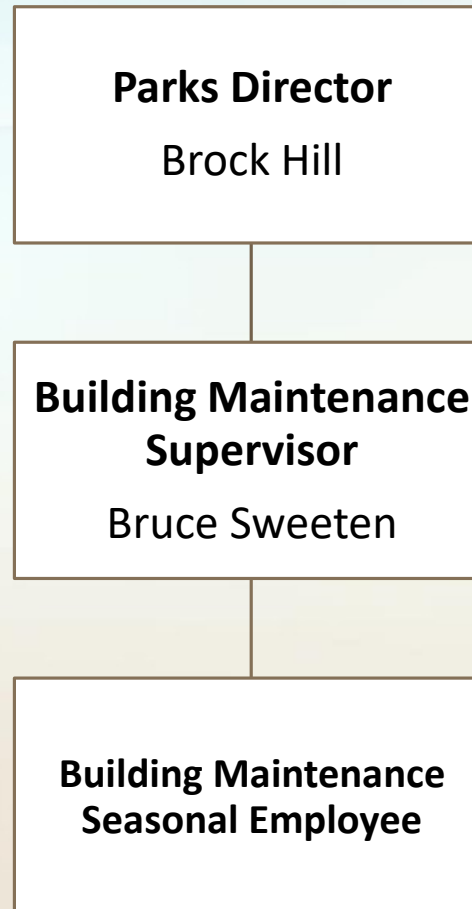 Parks Director
Brock Hill
Building Maintenance
Supervisor
Bruce Sweeten
Building Maintenance
Seasonal Employee